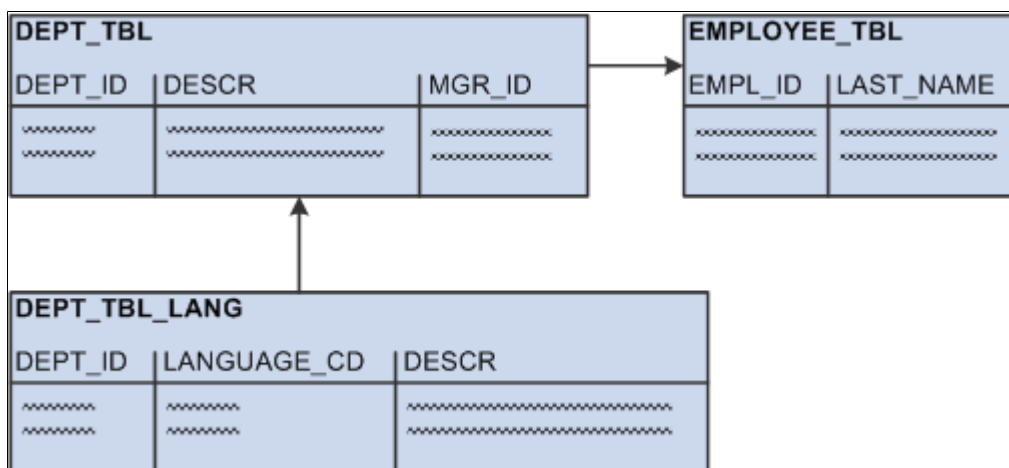 DEPT_TBL
DEPT_ID DESCR MGR_ID
EMPLOYEE_TBL
EMPL_ID LAST_NAME
DEPT_TBL_LANG
DEPT_ID LANGUAGE_CD DESCR